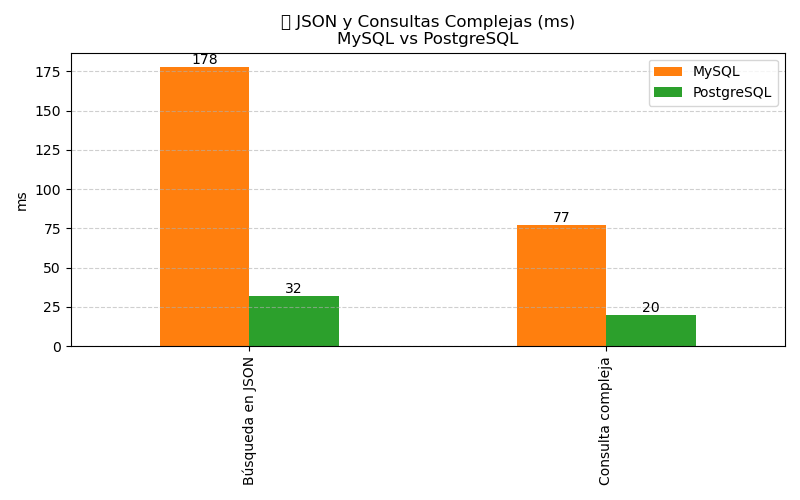 JSON y Consultas Complejas (ms)
MySQL vs PostgreSQL
MySQL
PostgreSQL
178
32
77
20
ms
175
150
125
100
75
50
25
0
Búsqueda en JSON
Consulta compleja